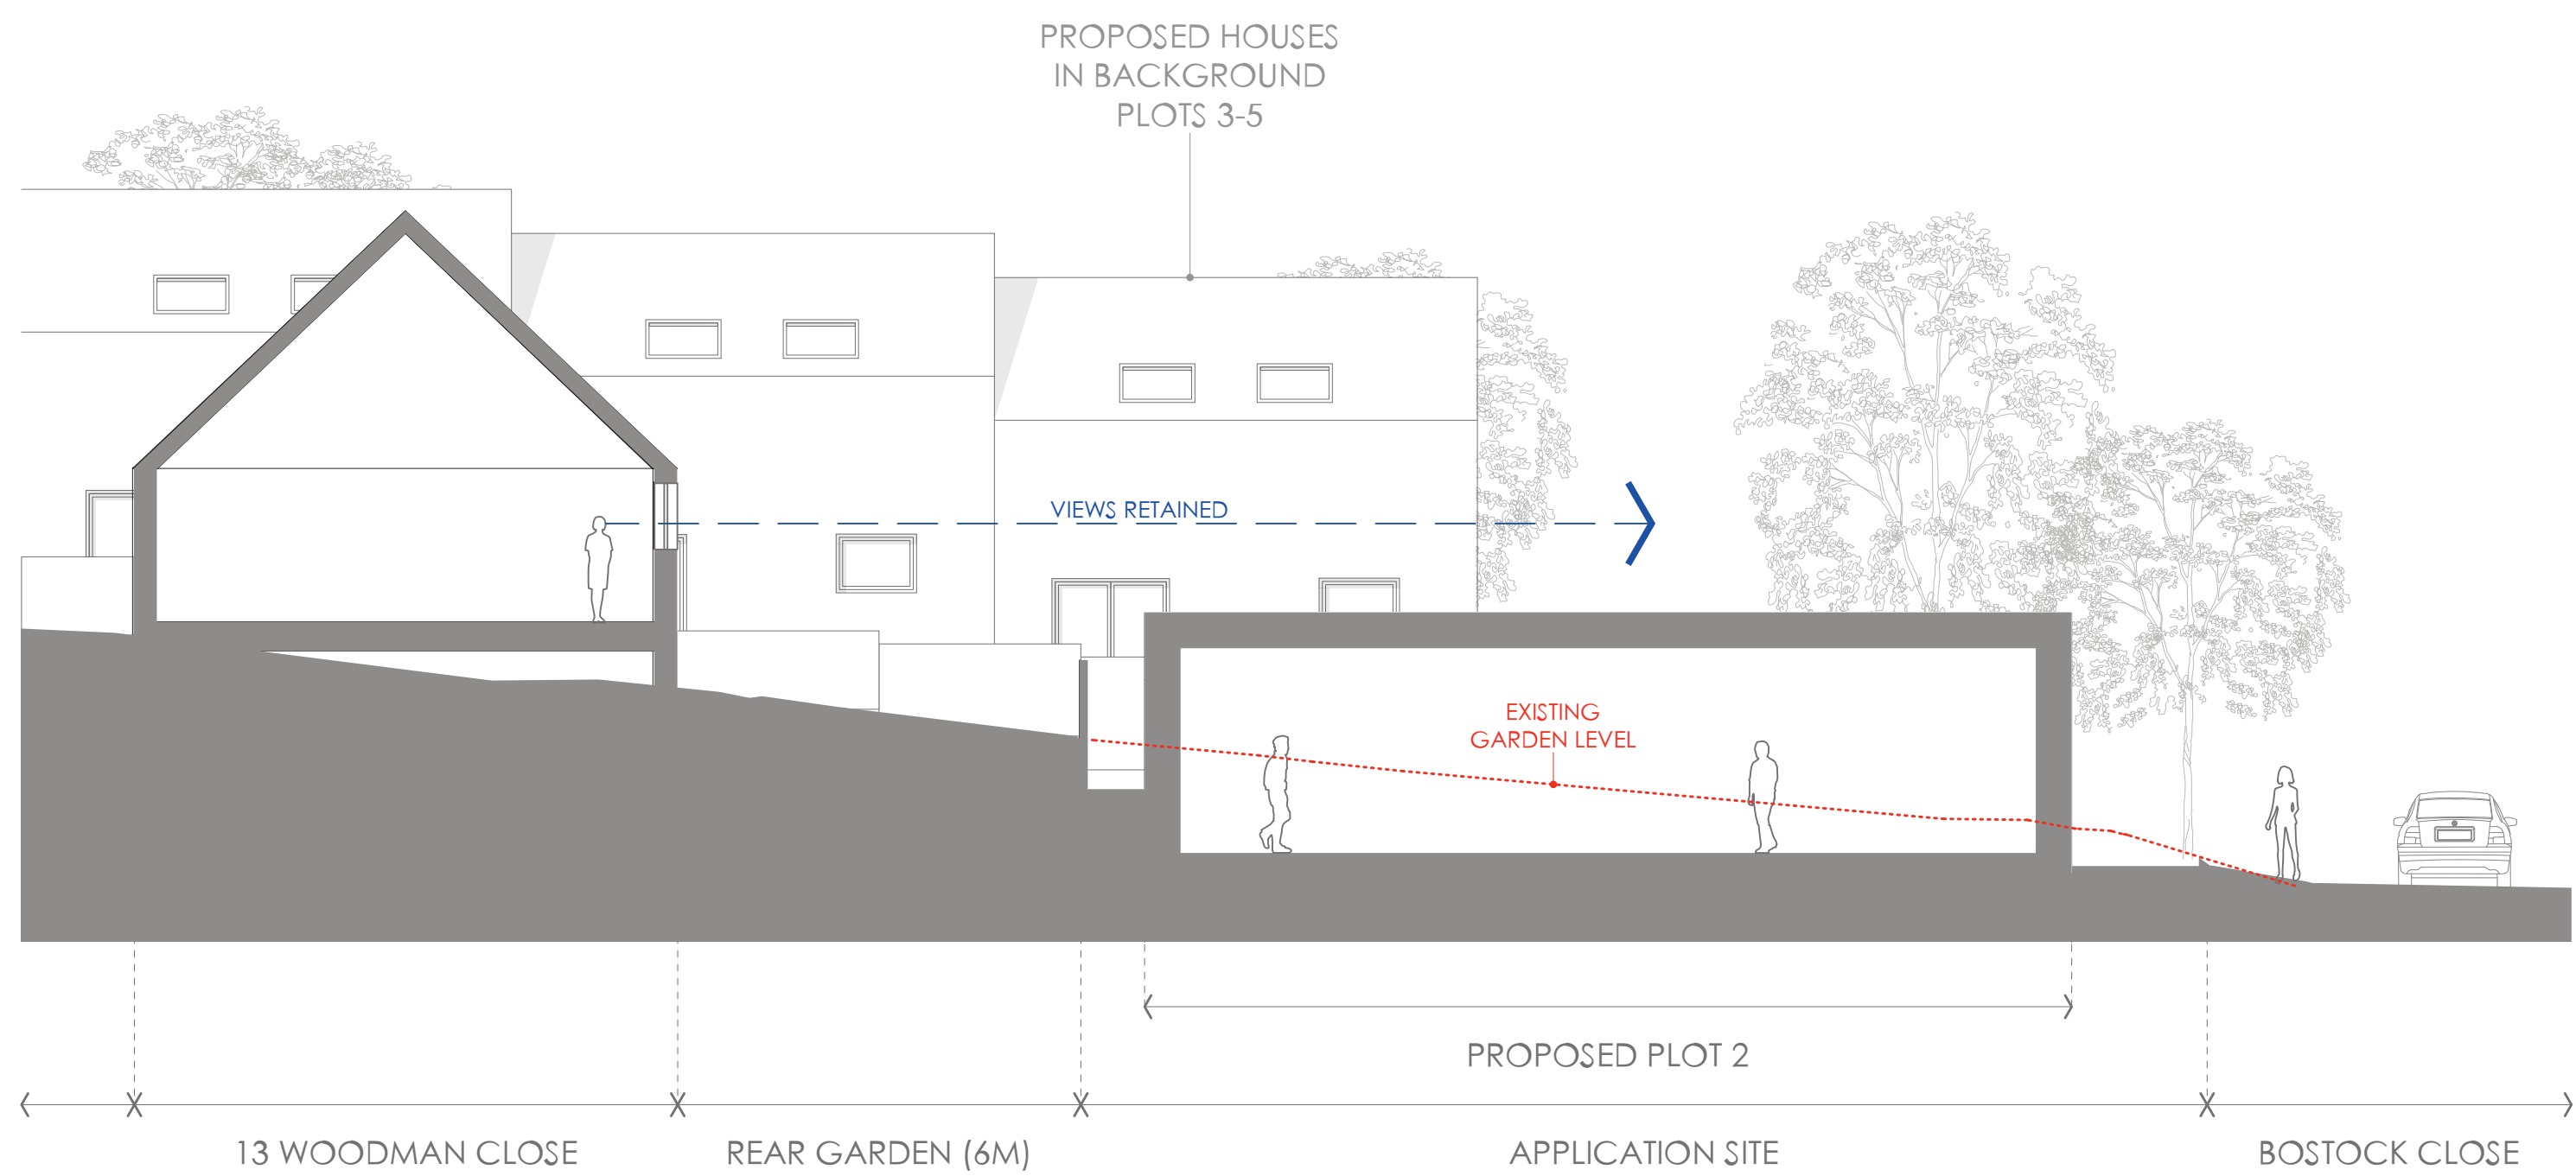 PROPOSED HOUSES
IN BACKGROUND
PLOTS 3-5
VIEWS RETAINED
EXISTING
GARDEN LEVEL
PROPOSED PLOT 2
13 WOODMAN CLOSE
REAR GARDEN (6M)
APPLICATION SITE
BOSTOCK CLOSE